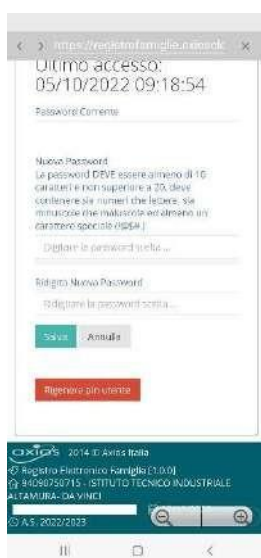 https://registrofamiglie.axiosclo
Ultimo accesso:
05/10/2022 09:18:54
Password Corrente
Nuova Password
La password DEVE essere almeno di 10
caratteri e non superiore a 20, deve
contenere sia numeri che lettere, sia
minuscole che maiuscole ed almeno un
carattere speciale
Digitare la password scelta ...
Ridigita Nuova Password
Ridigitare la password scelta ...
Salva Annulla
Rigenera pin utente
axios 2014 © Axios Italia
Registro Elettronico Famiglia [1.0.0]
94090750715 - ISTITUTO TECNICO INDUSTRIALE
ALTAMURA- DA VINCI
A.S. 2022/2023